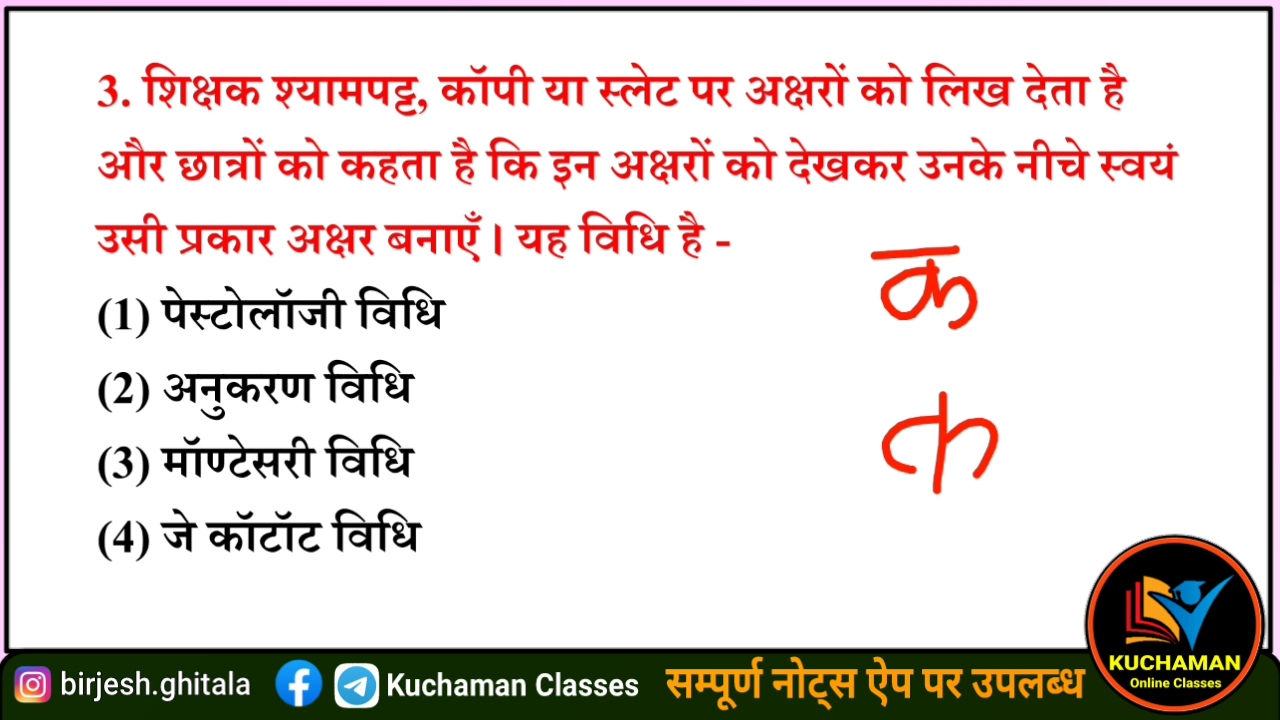 3. शिक्षक श्यामपट्ट, कॉपी या स्लेट पर अक्षरों को लिख देता है
और छात्रों को कहता है कि इन अक्षरों को देखकर उनके नीचे स्वयं
उसी प्रकार अक्षर बनाएँ। यह विधि है -
(1) पेस्टोलॉजी विधि
(2) अनुकरण विधि
(3) मॉण्टेसरी विधि
(4) जे कॉटॉट विधि
क
क
KUCHAMAN
Online Classes
birjesh.ghitala
Kuchaman Classes
सम्पूर्ण नोट्स ऐप पर उपलब्ध